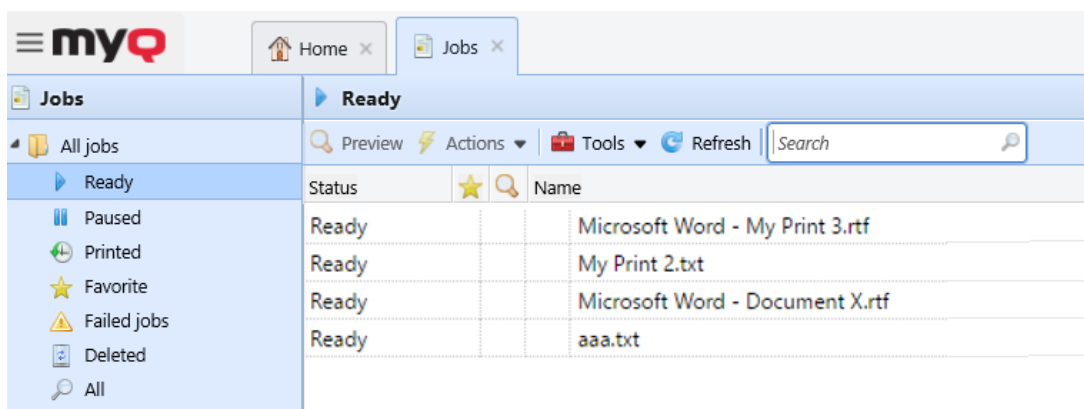 myQ
Home
Jobs
Jobs
Ready
All jobs
Preview Actions Tools Refresh Search
Ready
Status Name
Paused
Ready Microsoft Word - My Print 3.rtf
Printed
Ready My Print 2.txt
Favorite
Ready Microsoft Word - Document X.rtf
Failed jobs
Ready aaa.txt
Deleted
All